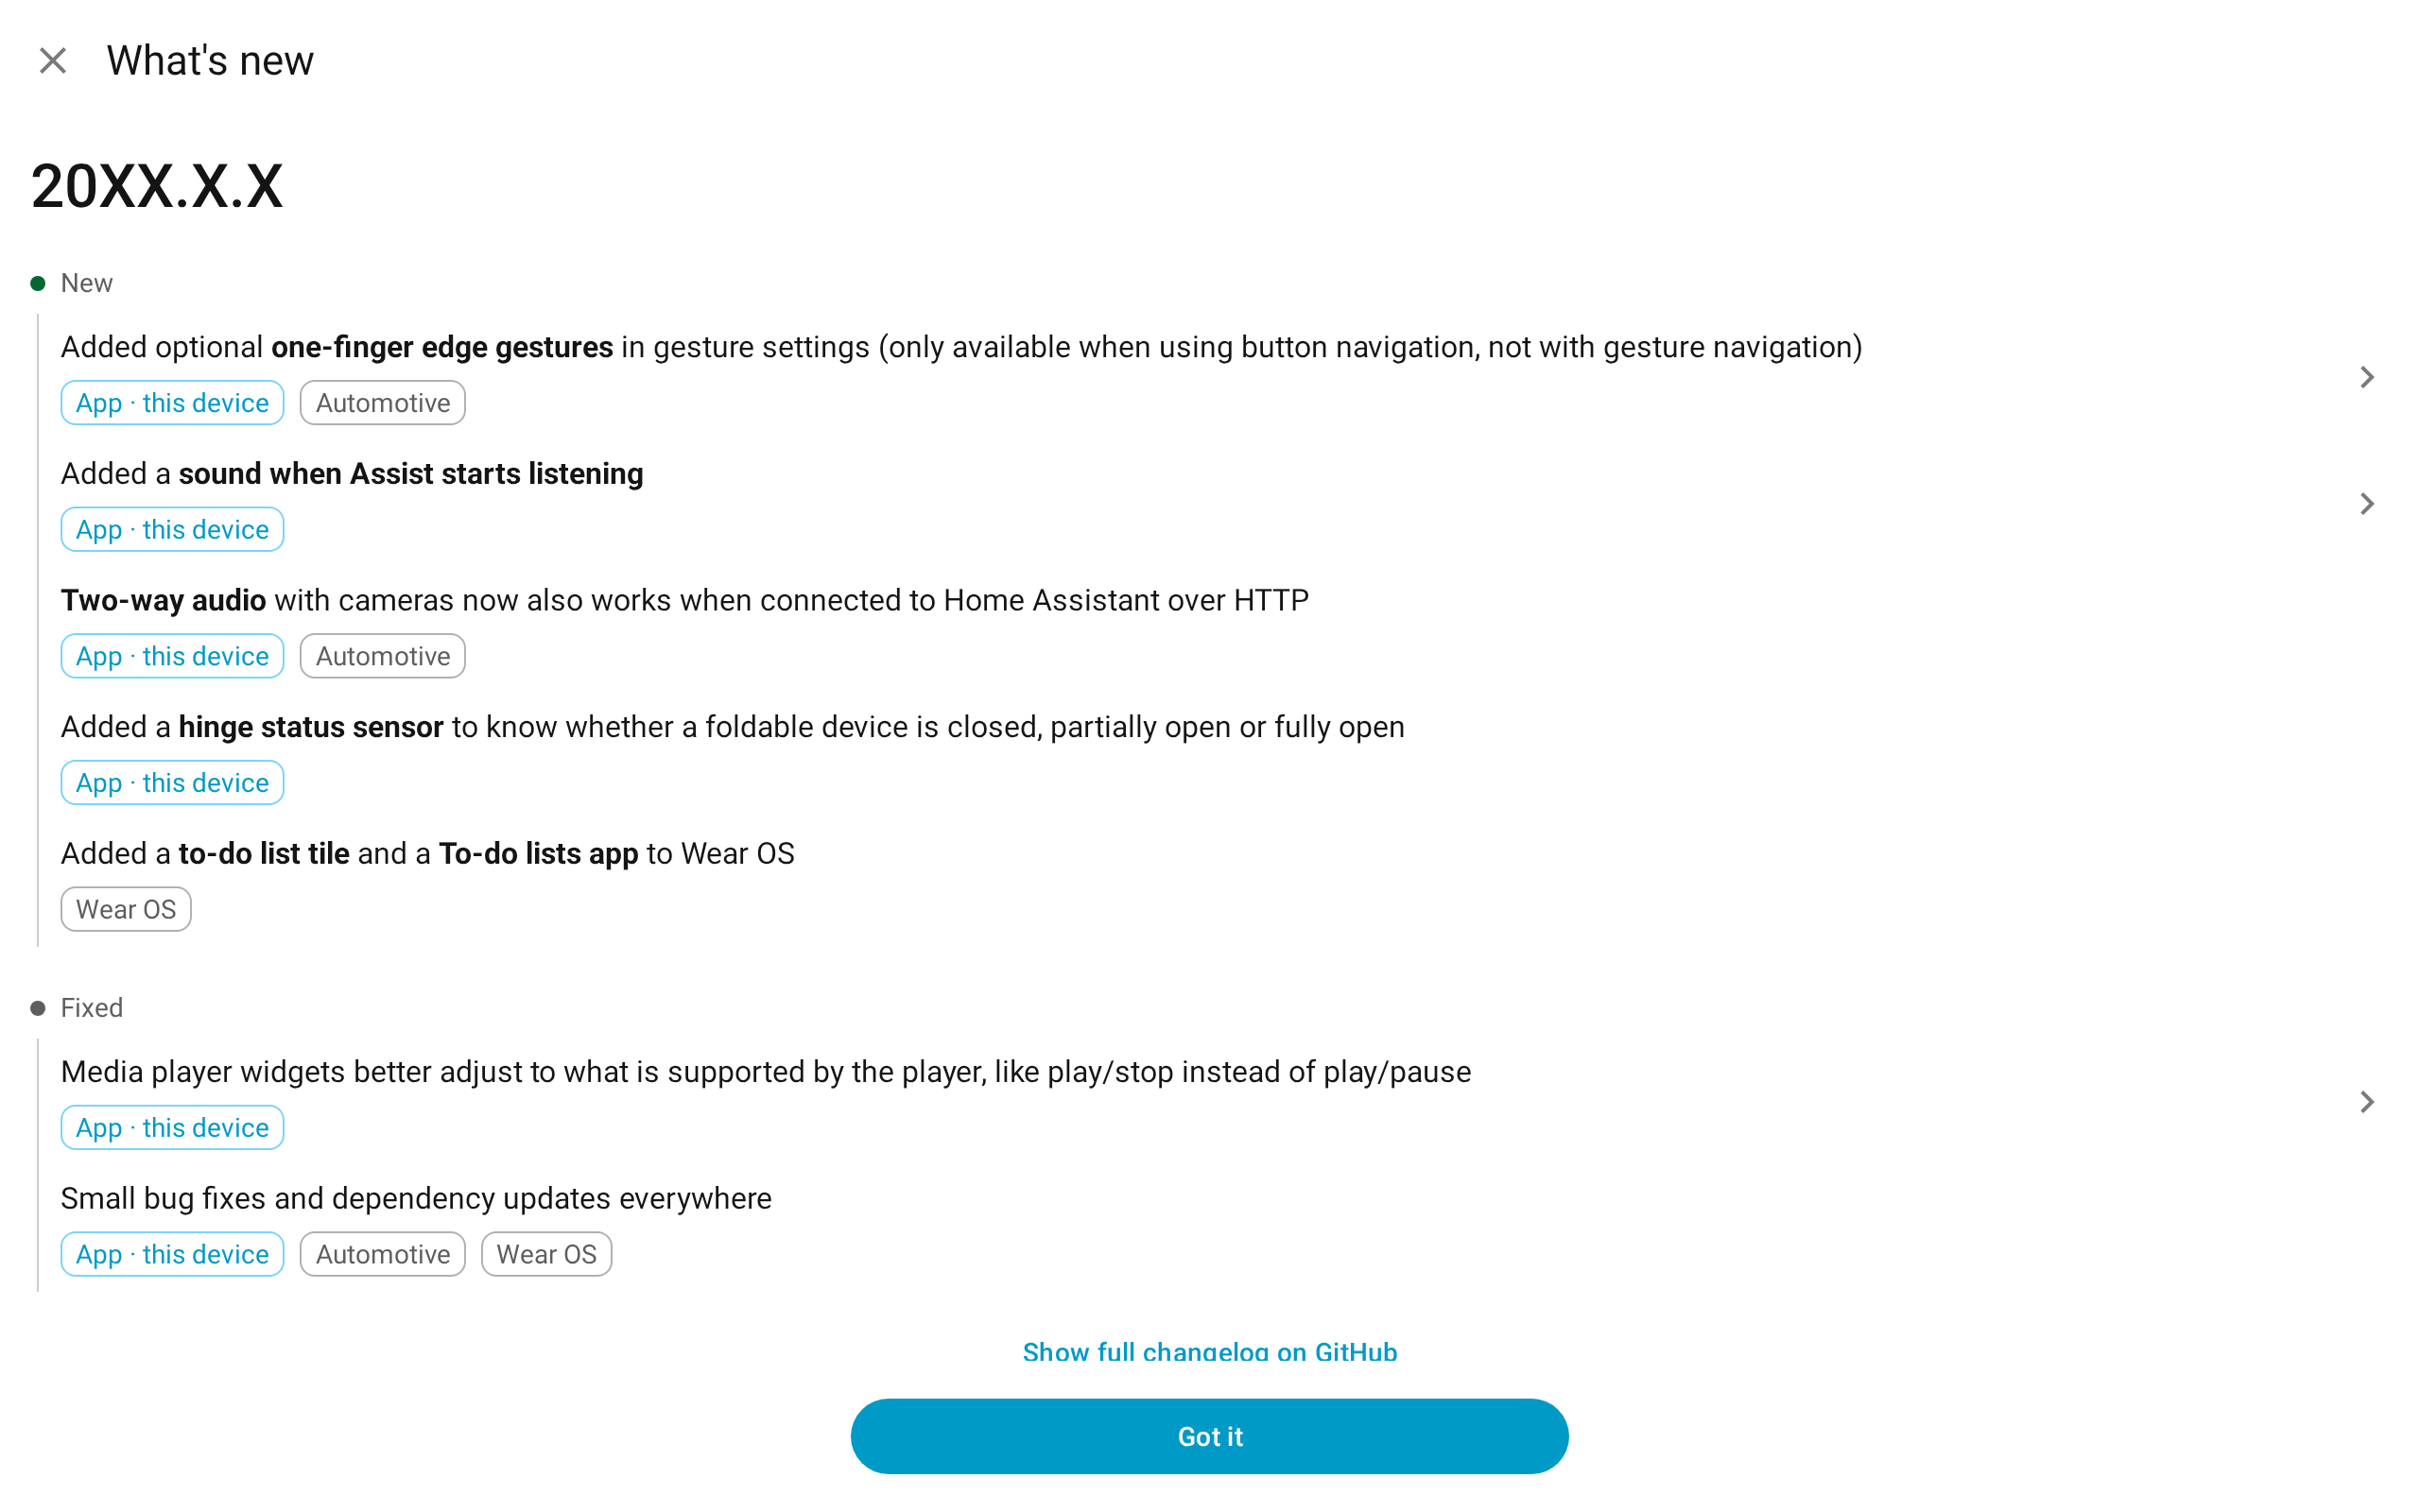 What's new
20XX.X.X
New
Added optional one-finger edge gestures in gesture settings (only available when using button navigation, not with gesture navigation)
App · this device Automotive
Added a sound when Assist starts listening
App · this device
Two-way audio with cameras now also works when connected to Home Assistant over HTTP
App · this device Automotive
Added a hinge status sensor to know whether a foldable device is closed, partially open or fully open
App · this device
Added a to-do list tile and a To-do lists app to Wear OS
Wear OS
Fixed
Media player widgets better adjust to what is supported by the player, like play/stop instead of play/pause
App · this device
Small bug fixes and dependency updates everywhere
App · this device Automotive Wear OS
Show full changelog on GitHub
Got it